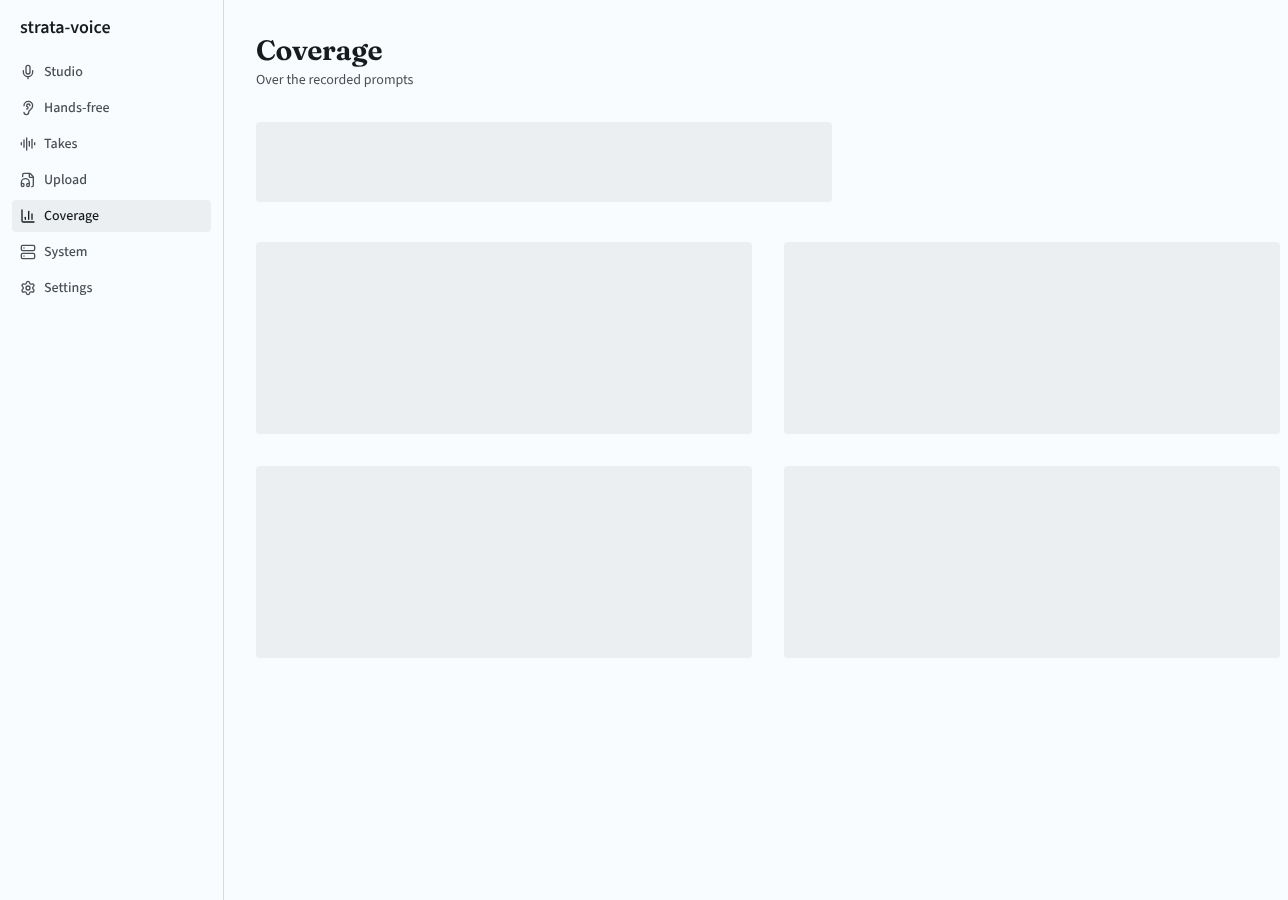 strata-voice
Studio
Hands-free
Takes
Upload
Coverage
System
Settings
Coverage
Over the recorded prompts